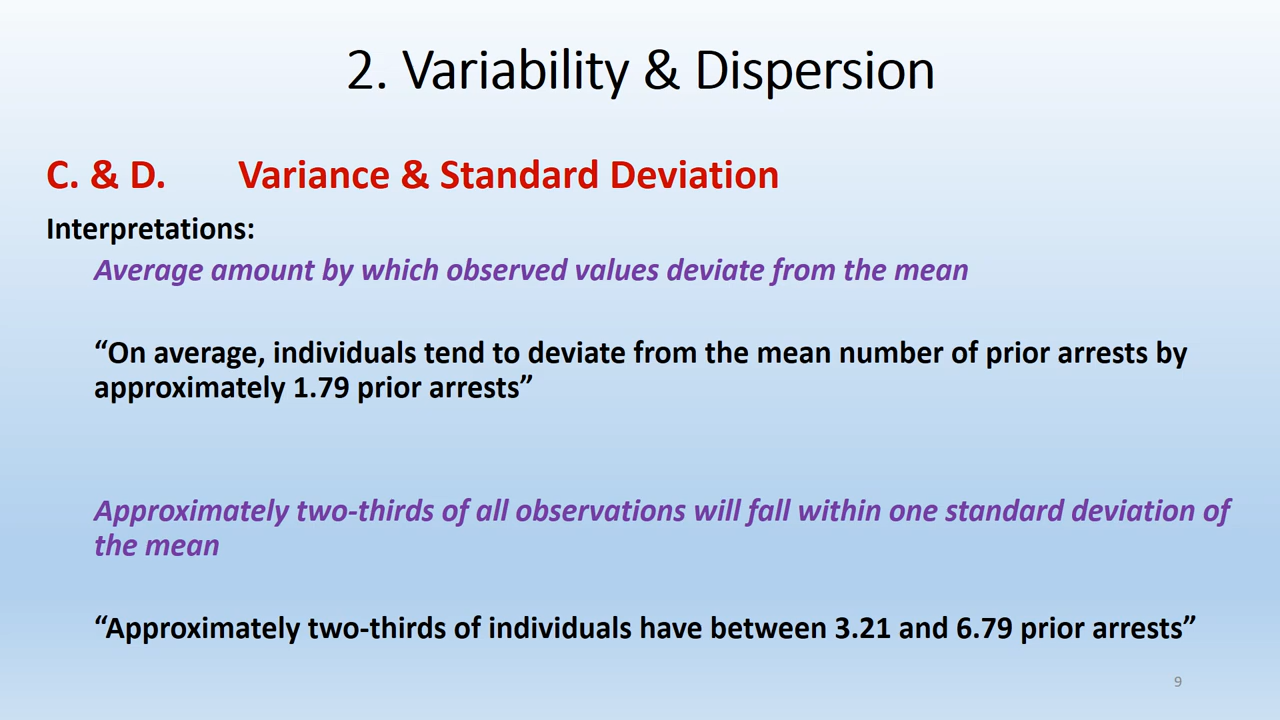 2. Variability & Dispersion
C. & D. Variance & Standard Deviation
Interpretations:
Average amount by which observed values deviate from the mean
“On average, individuals tend to deviate from the mean number of prior arrests by
approximately 1.79 prior arrests”
Approximately two-thirds of all observations will fall within one standard deviation of
the mean
“Approximately two-thirds of individuals have between 3.21 and 6.79 prior arrests”
9